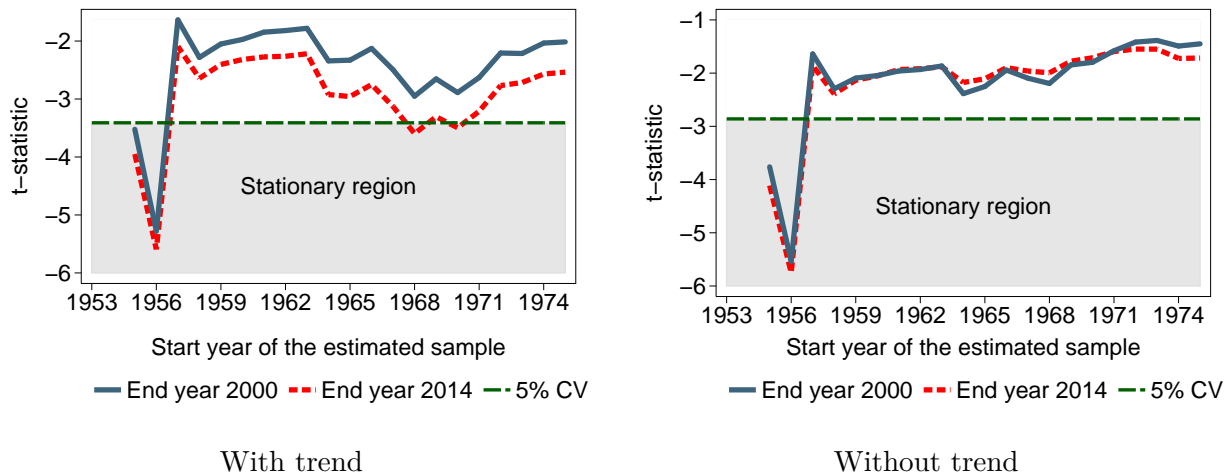 t−statistic
−2
−3
−4
−5
−6
Stationary region
1953 1956 1959 1962 1965 1968 1971 1974
Start year of the estimated sample
End year 2000 End year 2014 5% CV
With trend
t−statistic
−1
−2
−3
−4
−5
−6
Stationary region
1953 1956 1959 1962 1965 1968 1971 1974
Start year of the estimated sample
End year 2000 End year 2014 5% CV
Without trend